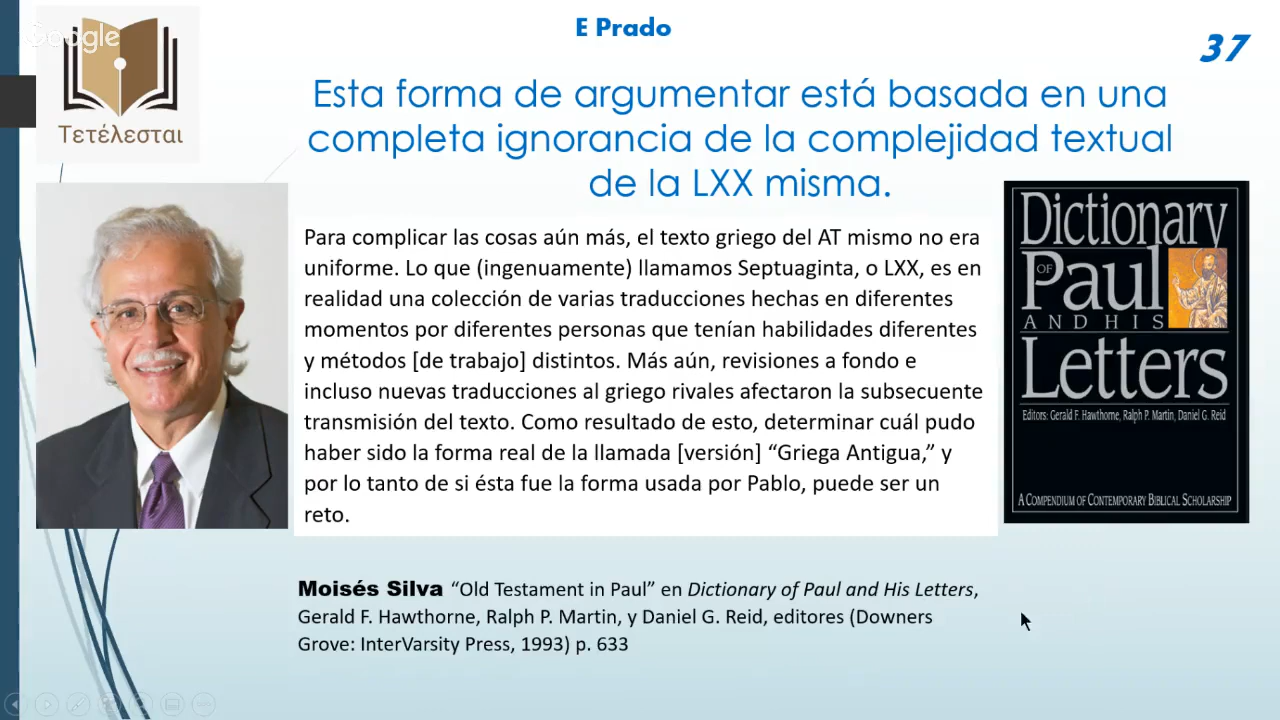 Google
E Prado
37
Τετέλεσται
Esta forma de argumentar está basada en una
completa ignorancia de la complejidad textual
de la LXX misma.
Para complicar las cosas aún más, el texto griego del AT mismo no era
uniforme. Lo que (ingenuamente) llamamos Septuaginta, o LXX, es en
realidad una colección de varias traducciones hechas en diferentes
momentos por diferentes personas que tenían habilidades diferentes
y métodos [de trabajo] distintos. Más aún, revisiones a fondo e
incluso nuevas traducciones al griego rivales afectaron la subsecuente
transmisión del texto. Como resultado de esto, determinar cuál pudo
haber sido la forma real de la llamada [versión] “Griega Antigua,” y
por lo tanto de si ésta fue la forma usada por Pablo, puede ser un
reto.
Dictionary
OF
Paul
AND HIS
Letters
Editors: Gerald F. Hawthorne, Ralph P. Martin, Daniel G. Reid
A COMPENDIUM OF CONTEMPORARY BIBLICAL SCHOLARSHIP
Moisés Silva “Old Testament in Paul” en Dictionary of Paul and His Letters,
Gerald F. Hawthorne, Ralph P. Martin, y Daniel G. Reid, editores (Downers
Grove: InterVarsity Press, 1993) p. 633